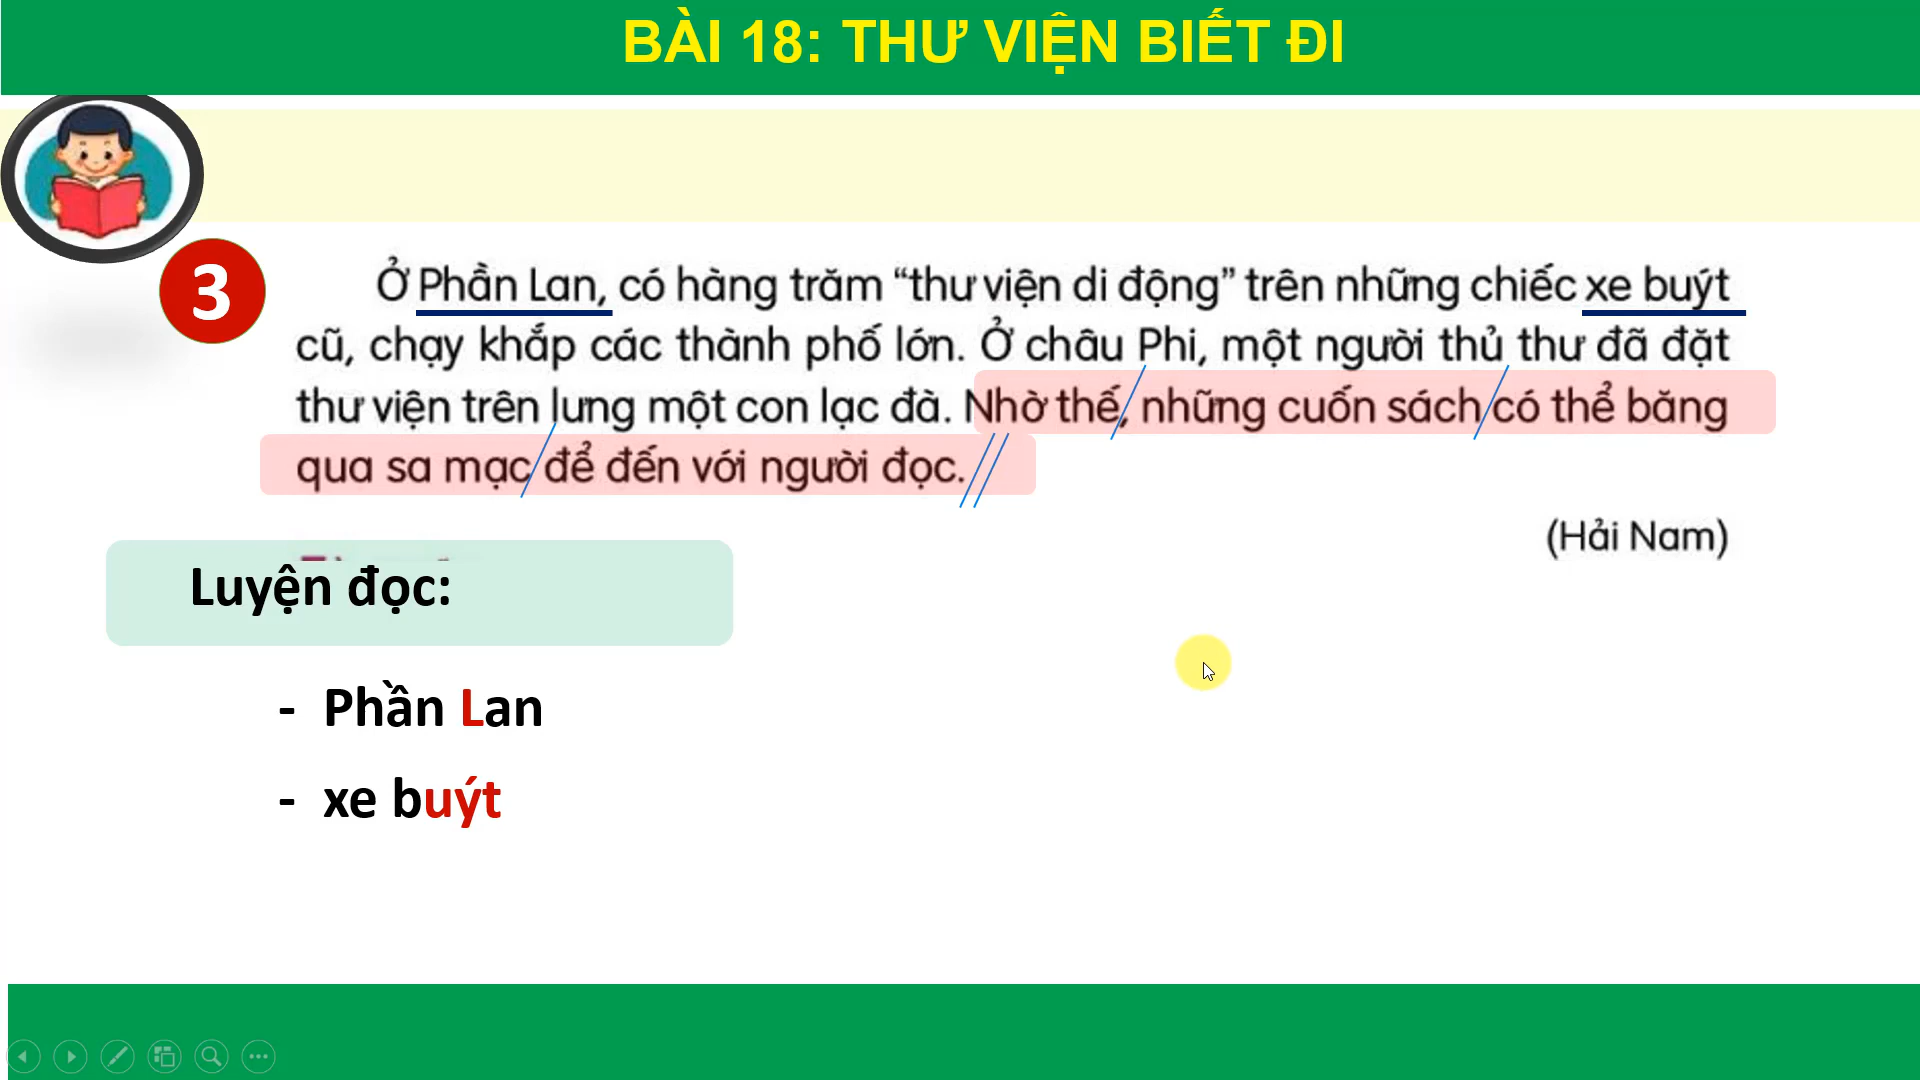 BÀI 18: THƯ VIỆN BIẾT ĐI
3
Ở Phần Lan, có hàng trăm “thư viện di động” trên những chiếc xe buýt
cũ, chạy khắp các thành phố lớn. Ở châu Phi, một người thủ thư đã đặt
thư viện trên lưng một con lạc đà. Nhờ thế, những cuốn sách có thể băng
qua sa mạc để đến với người đọc.
(Hải Nam)
Luyện đọc:
- Phần Lan
- xe buýt